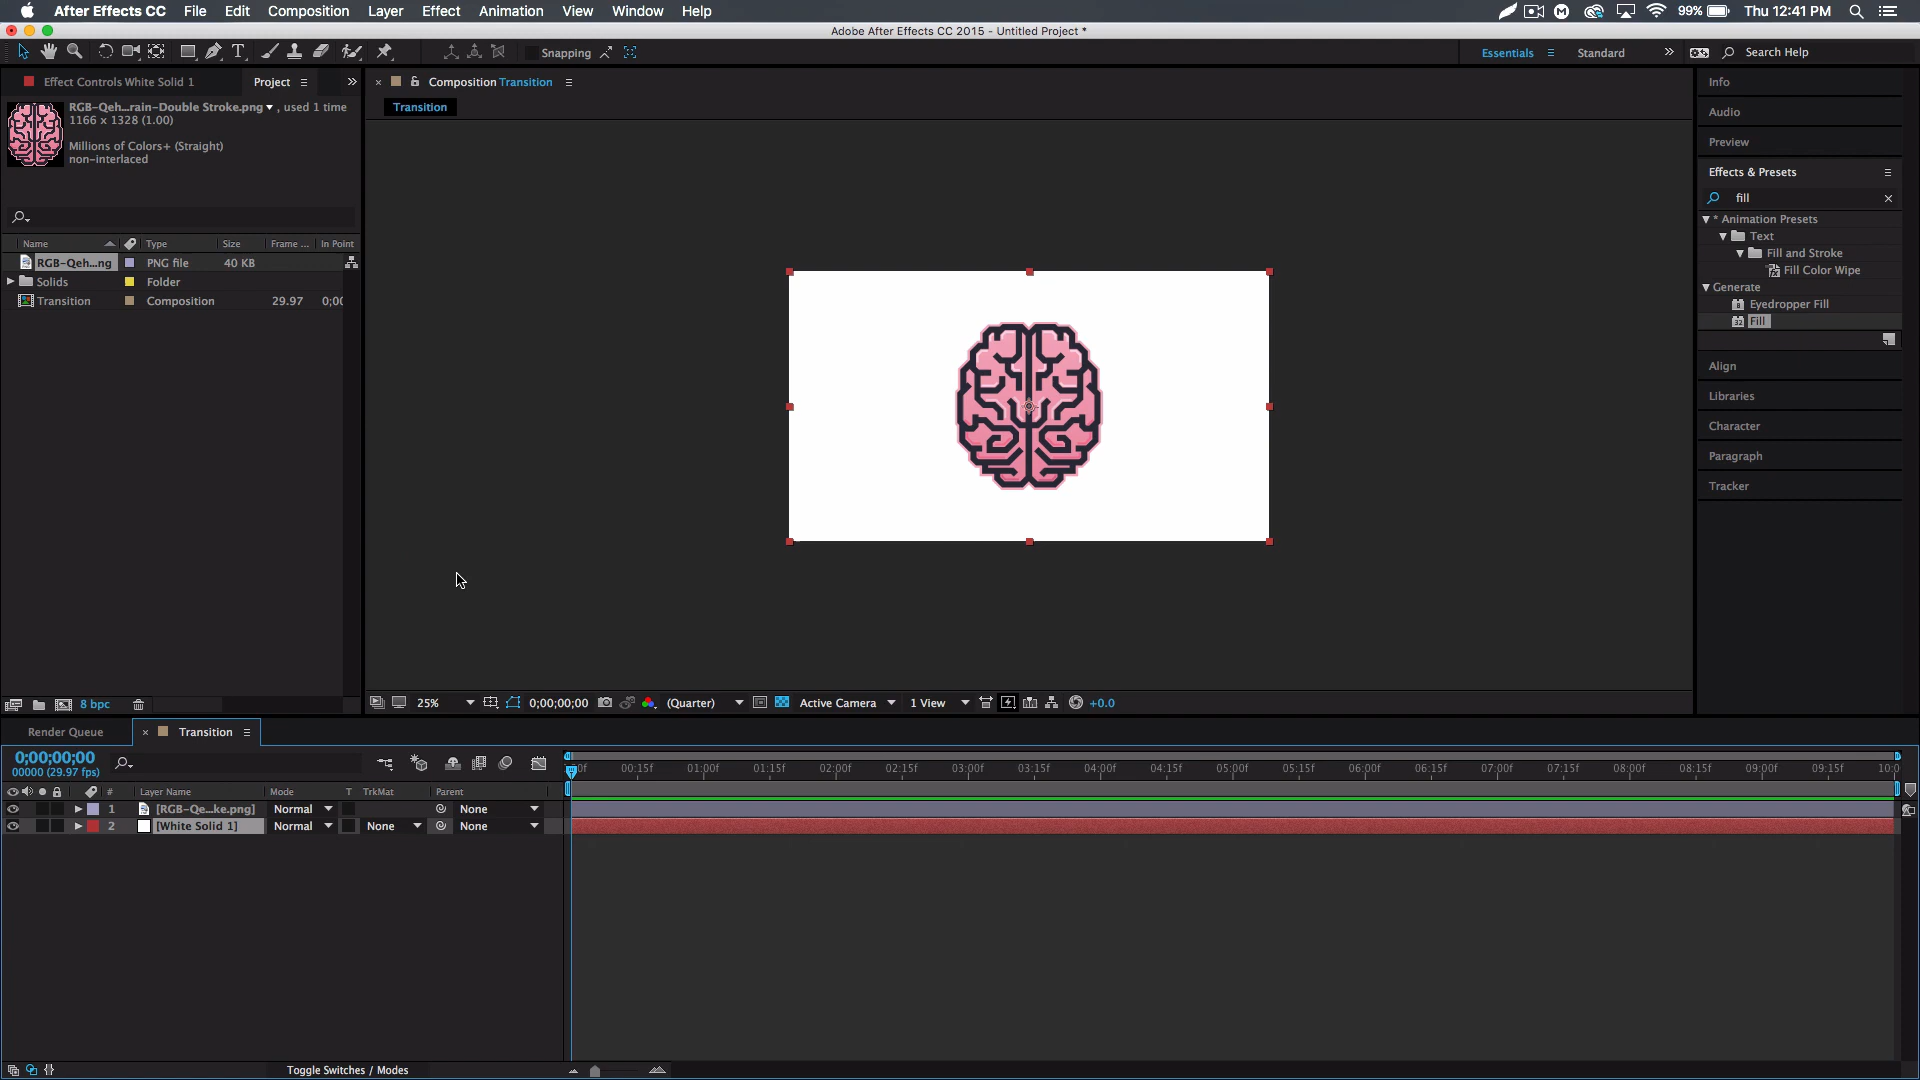 After Effects CC File Edit Composition Layer Effect Animation View Window Help 99% Thu 12:41 PM
Adobe After Effects CC 2015 - Untitled Project *
Snapping Essentials Standard Search Help
Effect Controls White Solid 1 Project
RGB-Qeh...rain-Double Stroke.png , used 1 time
1166 x 1328 (1.00)
Millions of Colors+ (Straight)
non-interlaced
Name Type Size Frame ... In Point
RGB-Qeh...ng PNG file 40 KB
Solids Folder
Transition Composition 29.97 0;00
8 bpc
Composition Transition
Transition
25% 0;00;00;00 (Quarter) Active Camera 1 View +0.0
Info
Audio
Preview
Effects & Presets
fill
* Animation Presets
Text
Fill and Stroke
Fill Color Wipe
Generate
Eyedropper Fill
Fill
Align
Libraries
Character
Paragraph
Tracker
Render Queue Transition
0;00;00;00
00000 (29.97 fps)
00:15f 01:00f 01:15f 02:00f 02:15f 03:00f 03:15f 04:00f 04:15f 05:00f 05:15f 06:00f 06:15f 07:00f 07:15f 08:00f 08:15f 09:00f 09:15f 10:0
# Layer Name Mode T TrkMat Parent
1 [RGB-Qe...ke.png] Normal None
2 [White Solid 1] Normal None None
Toggle Switches / Modes